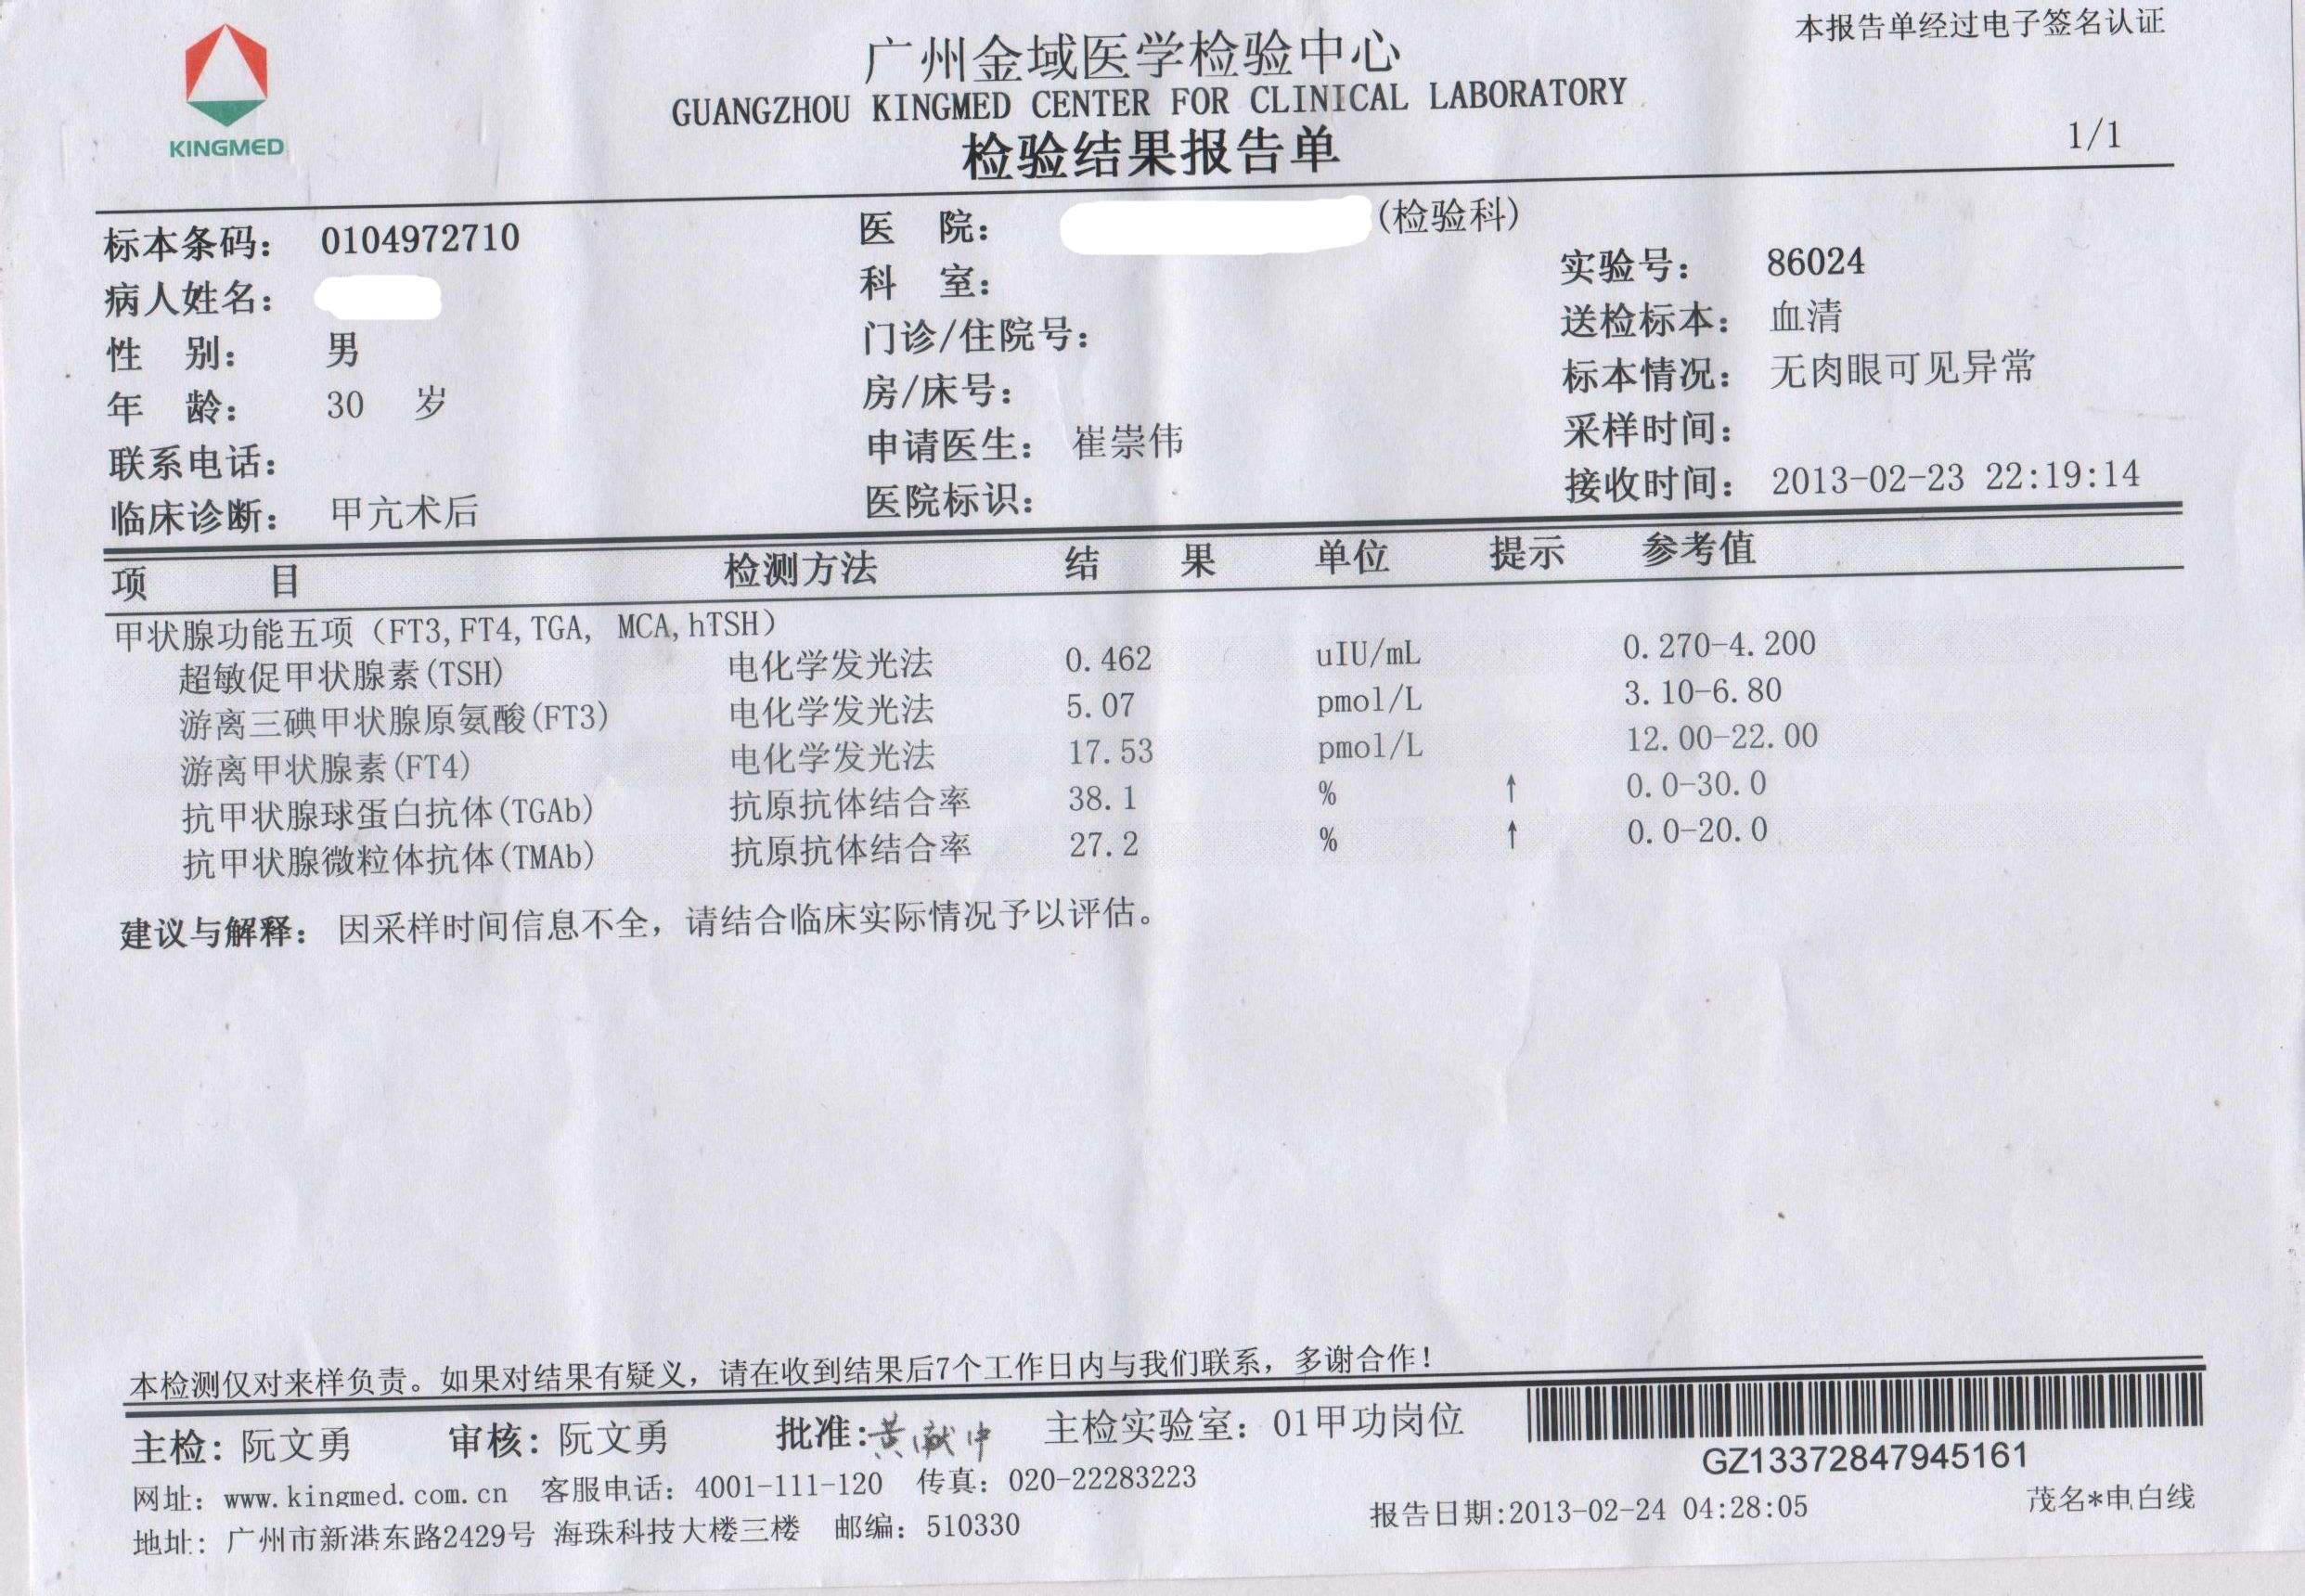 本报告单经过电子签名认证
KINGMED
广州金域医学检验中心
GUANGZHOU KINGMED CENTER FOR CLINICAL LABORATORY
检验结果报告单
1/1
标本条码: 0104972710 医 院: (检验科)
病人姓名: 科 室: 实验号: 86024
性 别: 男 门诊/住院号: 送检标本: 血清
年 龄: 30 岁 房/床号: 标本情况: 无肉眼可见异常
联系电话: 申请医生: 崔崇伟 采样时间:
临床诊断: 甲亢术后 医院标识: 接收时间: 2013-02-23 22:19:14
项 目 检测方法 结 果 单位 提示 参考值
甲状腺功能五项（FT3,FT4,TGA, MCA,hTSH）
超敏促甲状腺素(TSH) 电化学发光法 0.462 uIU/mL 0.270-4.200
游离三碘甲状腺原氨酸(FT3) 电化学发光法 5.07 pmol/L 3.10-6.80
游离甲状腺素(FT4) 电化学发光法 17.53 pmol/L 12.00-22.00
抗甲状腺球蛋白抗体(TGAb) 抗原抗体结合率 38.1 % ↑ 0.0-30.0
抗甲状腺微粒体抗体(TMAb) 抗原抗体结合率 27.2 % ↑ 0.0-20.0
建议与解释: 因采样时间信息不全，请结合临床实际情况予以评估。
本检测仅对来样负责。如果对结果有疑义，请在收到结果后7个工作日内与我们联系，多谢合作！
主检: 阮文勇 审核: 阮文勇 批准: 黄献中 主检实验室: 01甲功岗位
GZ13372847945161
网址: www.kingmed.com.cn 客服电话: 4001-111-120 传真: 020-22283223
报告日期:2013-02-24 04:28:05 茂名*电白线
地址: 广州市新港东路2429号 海珠科技大楼三楼 邮编: 510330